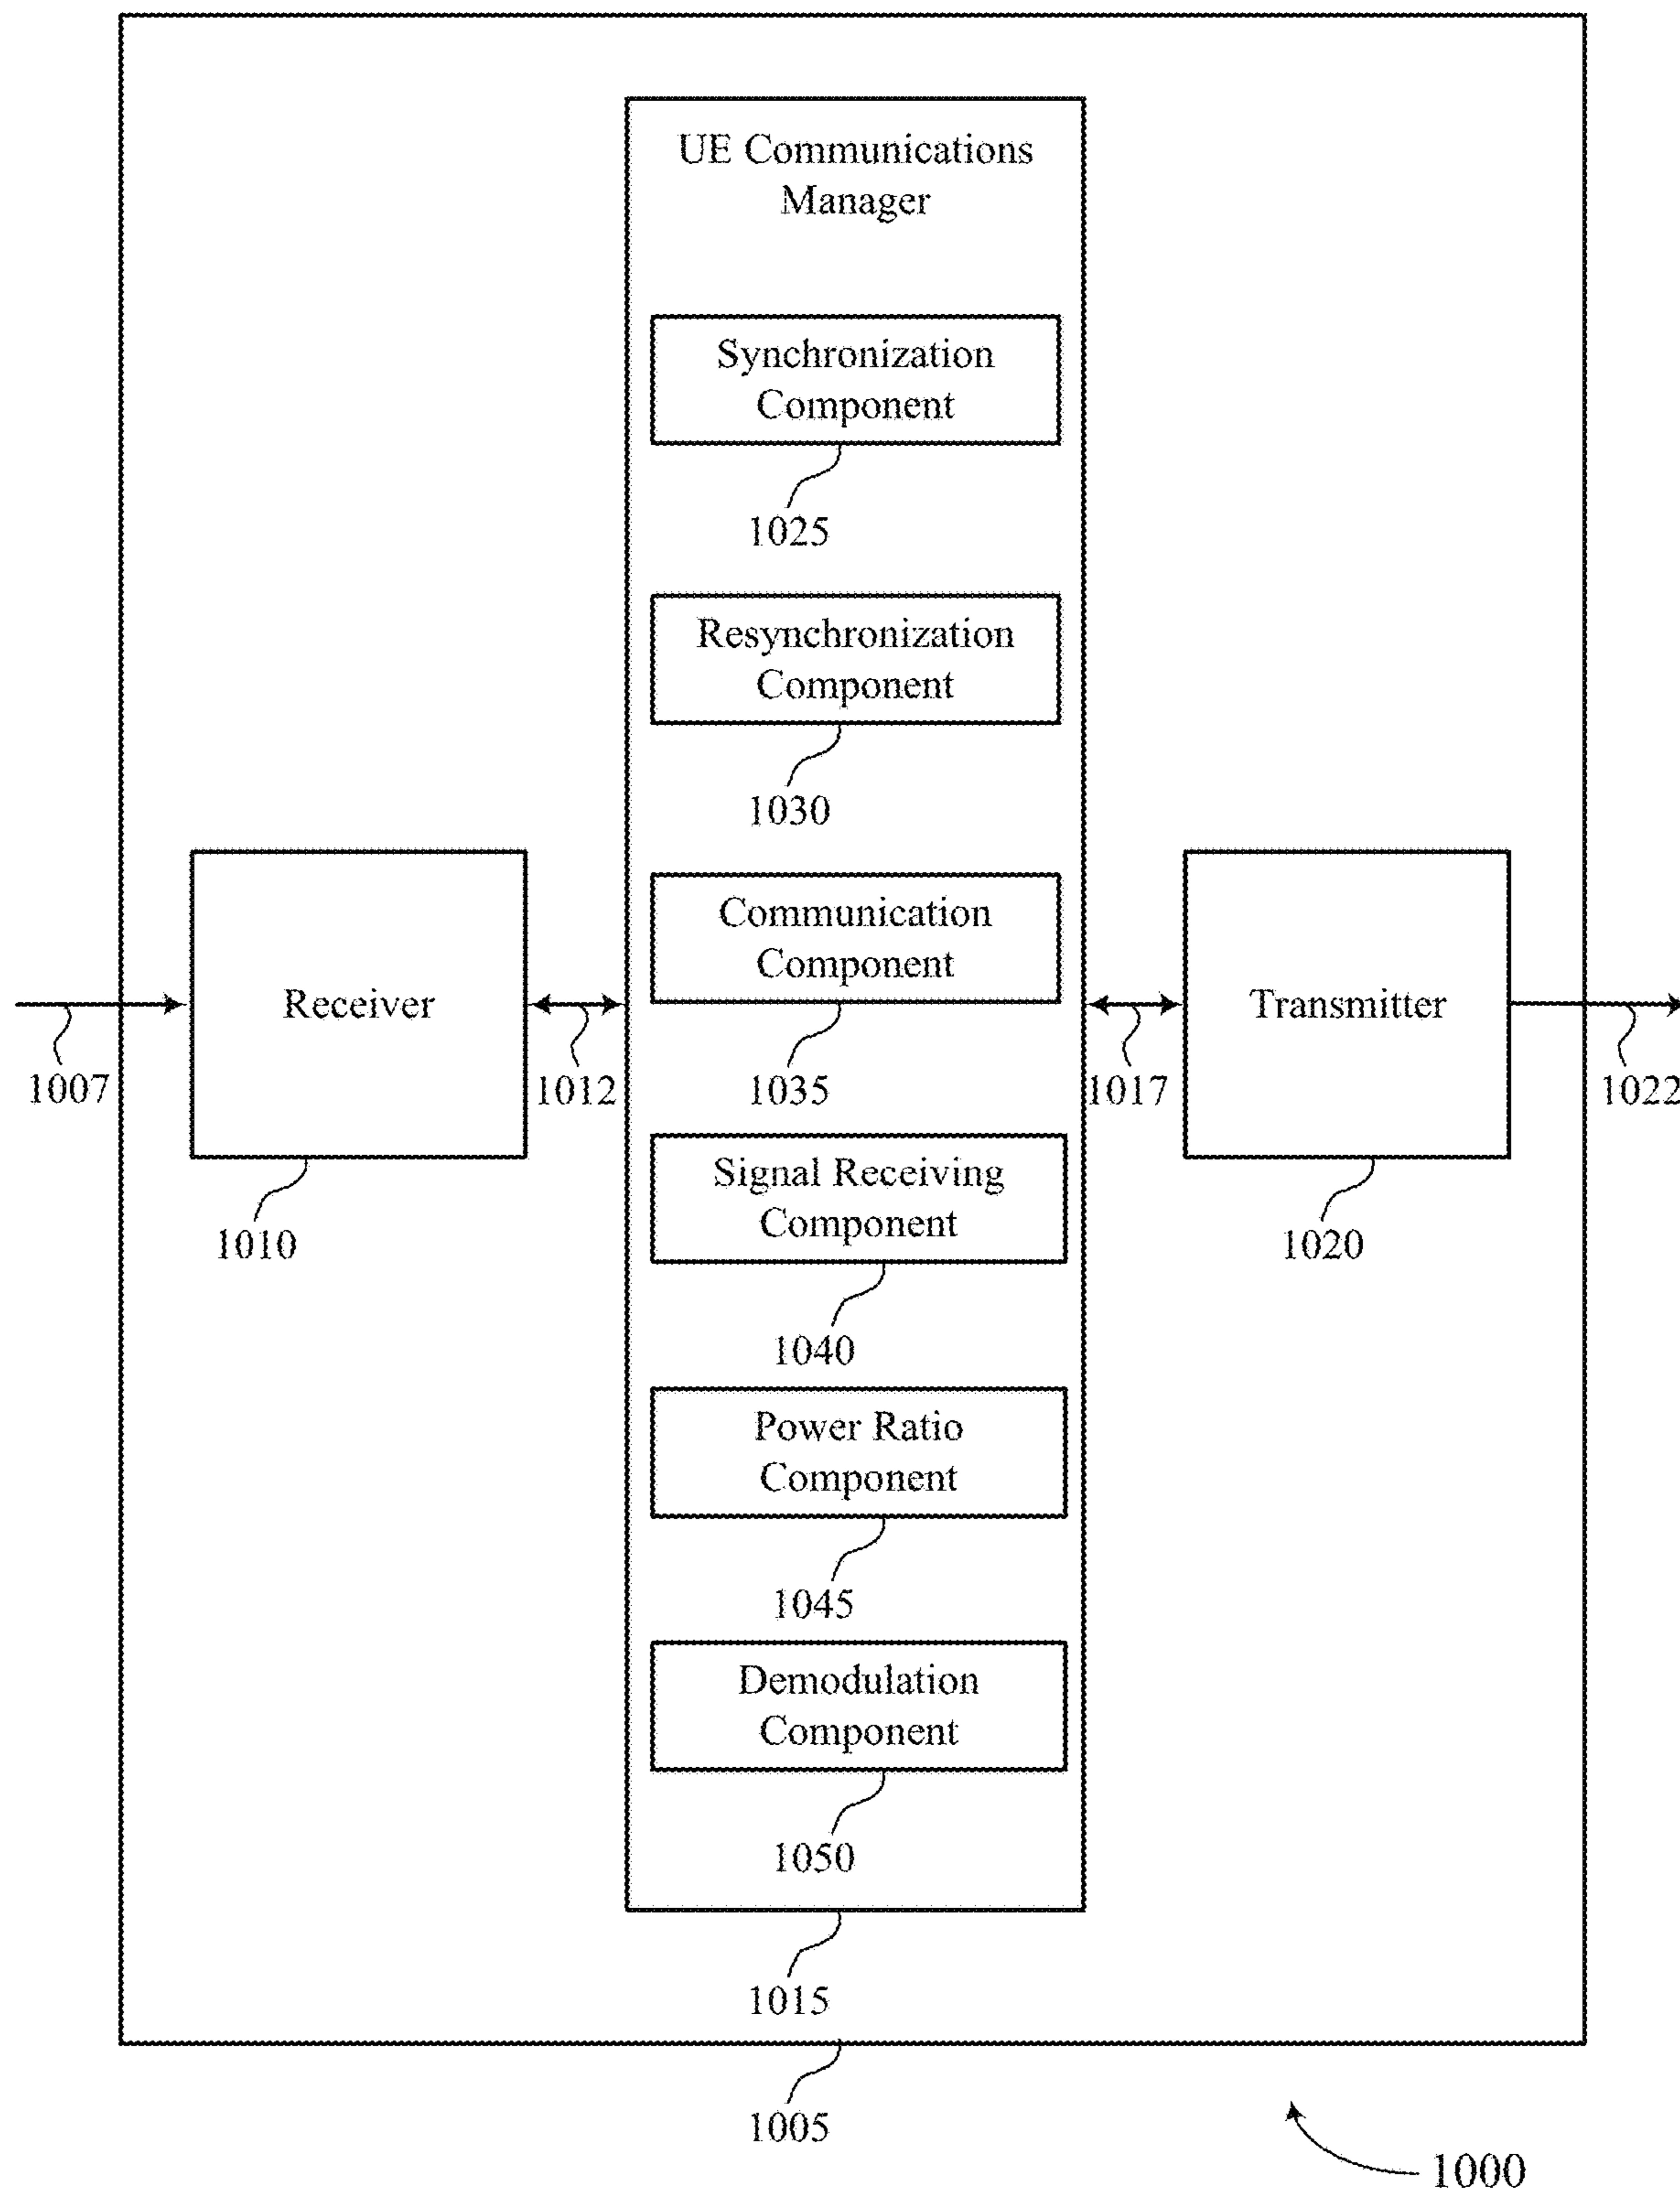 UE Communications
Manager
Synchronization
Component
1025
Resynchronization
Component
1030
Communication
Component
1035
Receiver
Transmitter
1007
1012
1017
1022
1010
1020
Signal Receiving
Component
1040
Power Ratio
Component
1045
Demodulation
Component
1050
1015
1005
1000